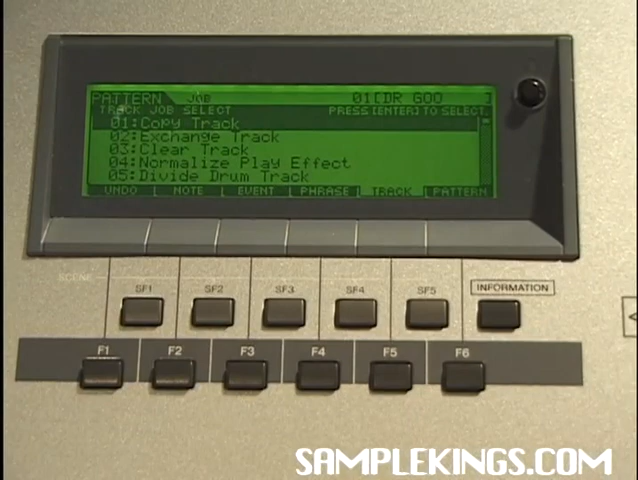 PATTERN JOB 01[DR GOO ]
TRACK JOB SELECT PRESS [ENTER] TO SELECT.
01:Copy Track
02:Exchange Track
03:Clear Track
04:Normalize Play Effect
05:Divide Drum Track
UNDO NOTE EVENT PHRASE TRACK PATTERN
SCENE SF1 SF2 SF3 SF4 SF5 INFORMATION
F1 F2 F3 F4 F5 F6
SAMPLEKINGS.COM